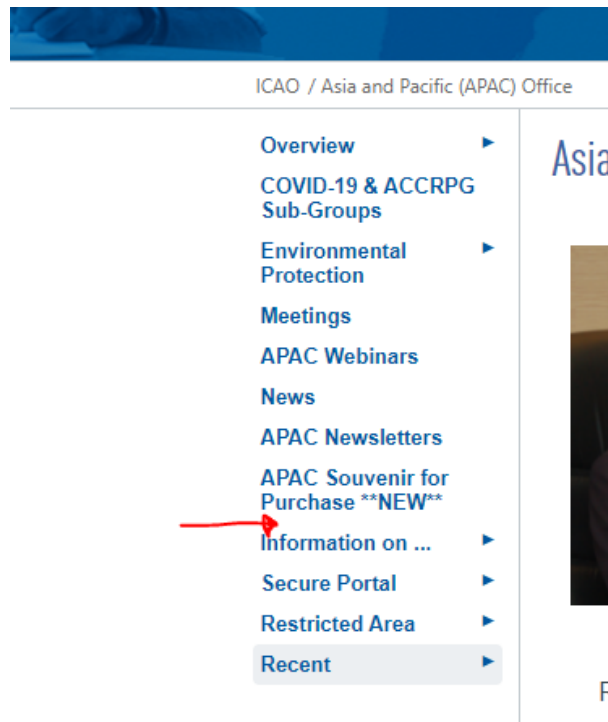 ICAO / Asia and Pacific (APAC) Office
Overview
COVID-19 & ACCRPG
Sub-Groups
Environmental
Protection
Meetings
APAC Webinars
News
APAC Newsletters
APAC Souvenir for
Purchase **NEW**
Information on ...
Secure Portal
Restricted Area
Recent